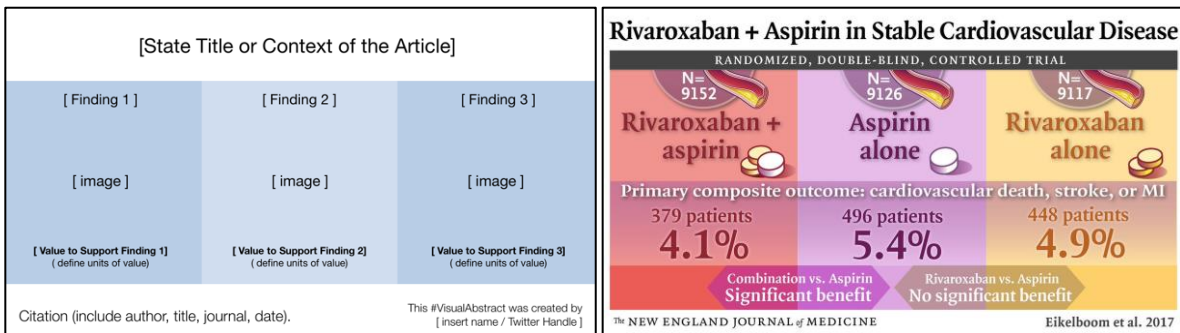 [State Title or Context of the Article]
[ Finding 1 ]
[ Finding 2 ]
[ Finding 3 ]
[ image ]
[ image ]
[ image ]
[ Value to Support Finding 1]
( define units of value)
[ Value to Support Finding 2]
( define units of value)
[ Value to Support Finding 3]
( define units of value)
Citation (include author, title, journal, date).
This #VisualAbstract was created by
[ insert name / Twitter Handle ]
Rivaroxaban + Aspirin in Stable Cardiovascular Disease
RANDOMIZED, DOUBLE-BLIND, CONTROLLED TRIAL
N=
9152
Rivaroxaban +
aspirin
N=
9126
Aspirin
alone
N=
9117
Rivaroxaban
alone
Primary composite outcome: cardiovascular death, stroke, or MI
379 patients
4.1%
496 patients
5.4%
448 patients
4.9%
Combination vs. Aspirin
Significant benefit
Rivaroxaban vs. Aspirin
No significant benefit
The NEW ENGLAND JOURNAL of MEDICINE
Eikelboom et al. 2017